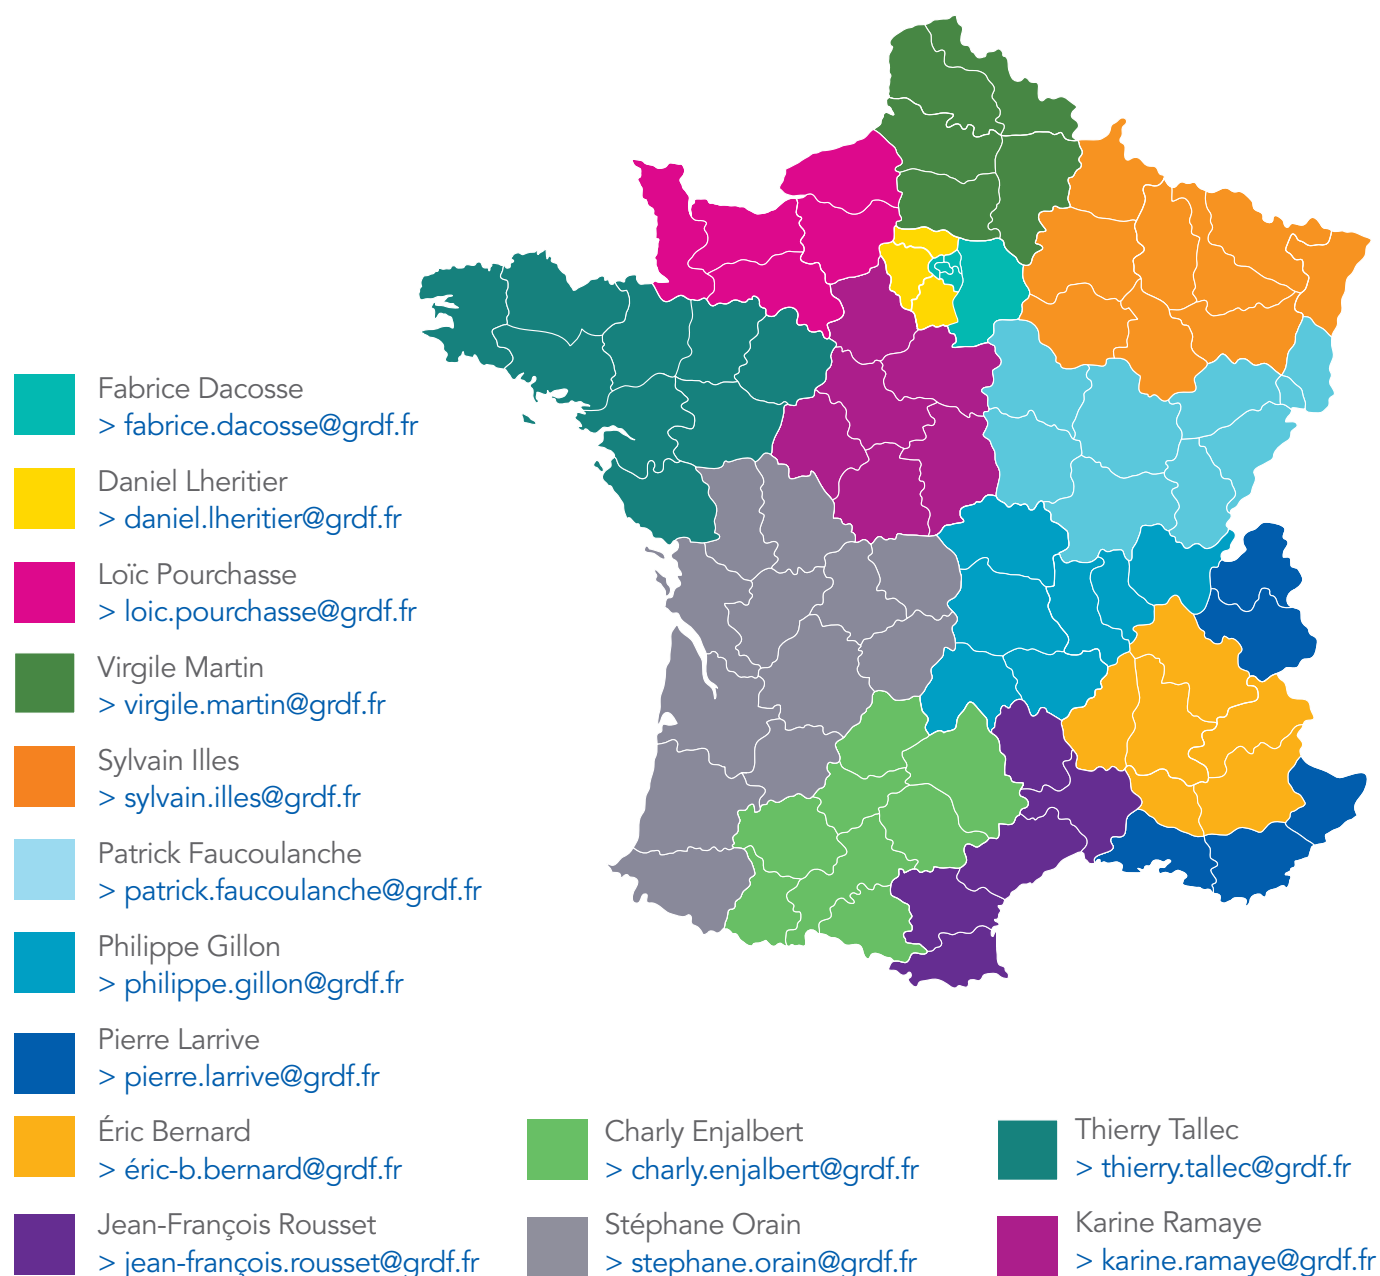 Fabrice Dacosse
> fabrice.dacosse@grdf.fr
Daniel Lheritier
> daniel.lheritier@grdf.fr
Loïc Pourchasse
> loic.pourchasse@grdf.fr
Virgile Martin
> virgile.martin@grdf.fr
Sylvain Illes
> sylvain.illes@grdf.fr
Patrick Faucoulanche
> patrick.faucoulanche@grdf.fr
Philippe Gillon
> philippe.gillon@grdf.fr
Pierre Larrive
> pierre.larrive@grdf.fr
Éric Bernard
> éric-b.bernard@grdf.fr
Jean-François Rousset
> jean-françois.rousset@grdf.fr
Charly Enjalbert
> charly.enjalbert@grdf.fr
Stéphane Orain
> stephane.orain@grdf.fr
Thierry Tallec
> thierry.tallec@grdf.fr
Karine Ramaye
> karine.ramaye@grdf.fr